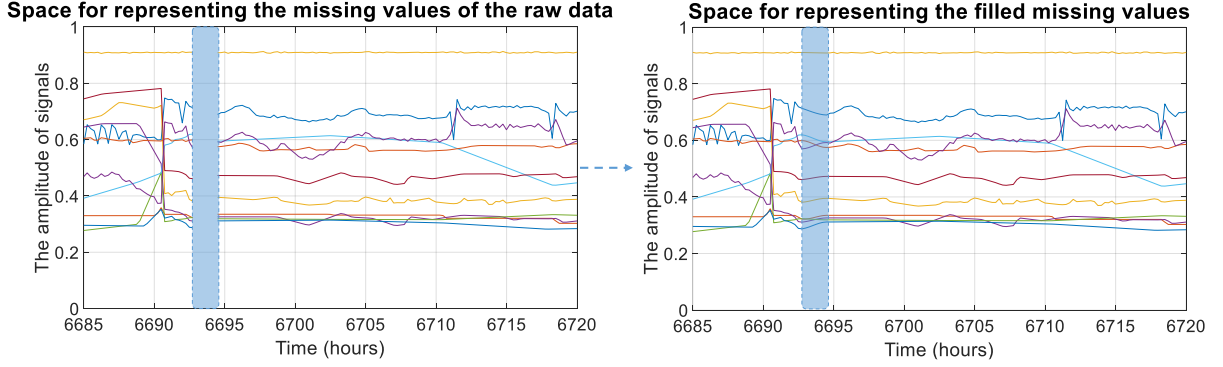 Space for representing the missing values of the raw data
The amplitude of signals
1
0.8
0.6
0.4
0.2
0
6685 6690 6695 6700 6705 6710 6715 6720
Time (hours)
Space for representing the filled missing values
The amplitude of signals
1
0.8
0.6
0.4
0.2
0
6685 6690 6695 6700 6705 6710 6715 6720
Time (hours)